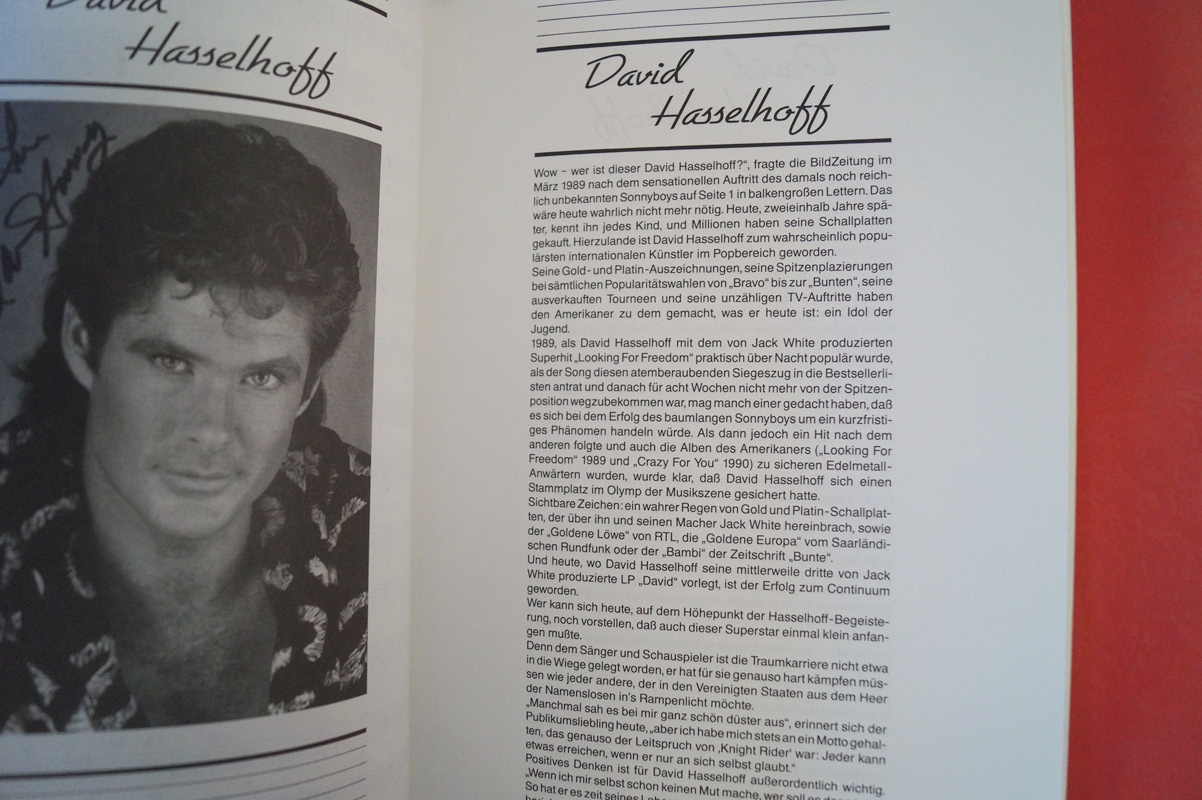 David
Hasselhoff
David
Hasselhoff
Wow – wer ist dieser David Hasselhoff?“, fragte die BildZeitung im
März 1989 nach dem sensationellen Auftritt des damals noch reich-
lich unbekannten Sonnyboys auf Seite 1 in balkengroßen Lettern. Das
wäre heute wahrlich nicht mehr nötig. Heute, zweieinhalb Jahre spä-
ter, kennt ihn jedes Kind, und Millionen haben seine Schallplatten
gekauft. Hierzulande ist David Hasselhoff zum wahrscheinlich popu-
lärsten internationalen Künstler im Popbereich geworden.
Seine Gold- und Platin-Auszeichnungen, seine Spitzenplazierungen
bei sämtlichen Popularitätswahlen von „Bravo“ bis zur „Bunten“, seine
ausverkauften Tourneen und seine unzähligen TV-Auftritte haben
den Amerikaner zu dem gemacht, was er heute ist: ein Idol der
Jugend.
1989, als David Hasselhoff mit dem von Jack White produzierten
Superhit „Looking For Freedom“ praktisch über Nacht populär wurde,
als der Song diesen atemberaubenden Siegeszug in die Bestsellerli-
sten antrat und danach für acht Wochen nicht mehr von der Spitzen-
position wegzubekommen war, mag manch einer gedacht haben, daß
es sich bei dem Erfolg des baumlangen Sonnyboys um ein kurzfristi-
ges Phänomen handeln würde. Als dann jedoch ein Hit nach dem
anderen folgte und auch die Alben des Amerikaners („Looking For
Freedom“ 1989 und „Crazy For You“ 1990) zu sicheren Edelmetall-
Anwärtern wurden, wurde klar, daß David Hasselhoff sich einen
Stammplatz im Olymp der Musikszene gesichert hatte.
Sichtbare Zeichen: ein wahrer Regen von Gold und Platin-Schallplat-
ten, der über ihn und seinen Macher Jack White hereinbrach, sowie
der „Goldene Löwe“ von RTL, die „Goldene Europa“ vom Saarländi-
schen Rundfunk oder der „Bambi“ der Zeitschrift „Bunte“.
Und heute, wo David Hasselhoff seine mittlerweile dritte von Jack
White produzierte LP „David“ vorlegt, ist der Erfolg zum Continuum
geworden.
Wer kann sich heute, auf dem Höhepunkt der Hasselhoff-Begeiste-
rung, noch vorstellen, daß auch dieser Superstar einmal klein anfan-
gen mußte.
Denn dem Sänger und Schauspieler ist die Traumkarriere nicht etwa
in die Wiege gelegt worden, er hat für sie genauso hart kämpfen müs-
sen wie jeder andere, der in den Vereinigten Staaten aus dem Heer
der Namenslosen in's Rampenlicht möchte.
„Manchmal sah es bei mir ganz schön düster aus“, erinnert sich der
Publikumsliebling heute, „aber ich habe mich stets an ein Motto gehal-
ten, das genauso der Leitspruch von ‚Knight Rider‘ war: Jeder kann
etwas erreichen, wenn er nur an sich selbst glaubt.“
Positives Denken ist für David Hasselhoff außerordentlich wichtig.
„Wenn ich mir selbst schon keinen Mut mache, wer soll es
So hat er es zeit seines